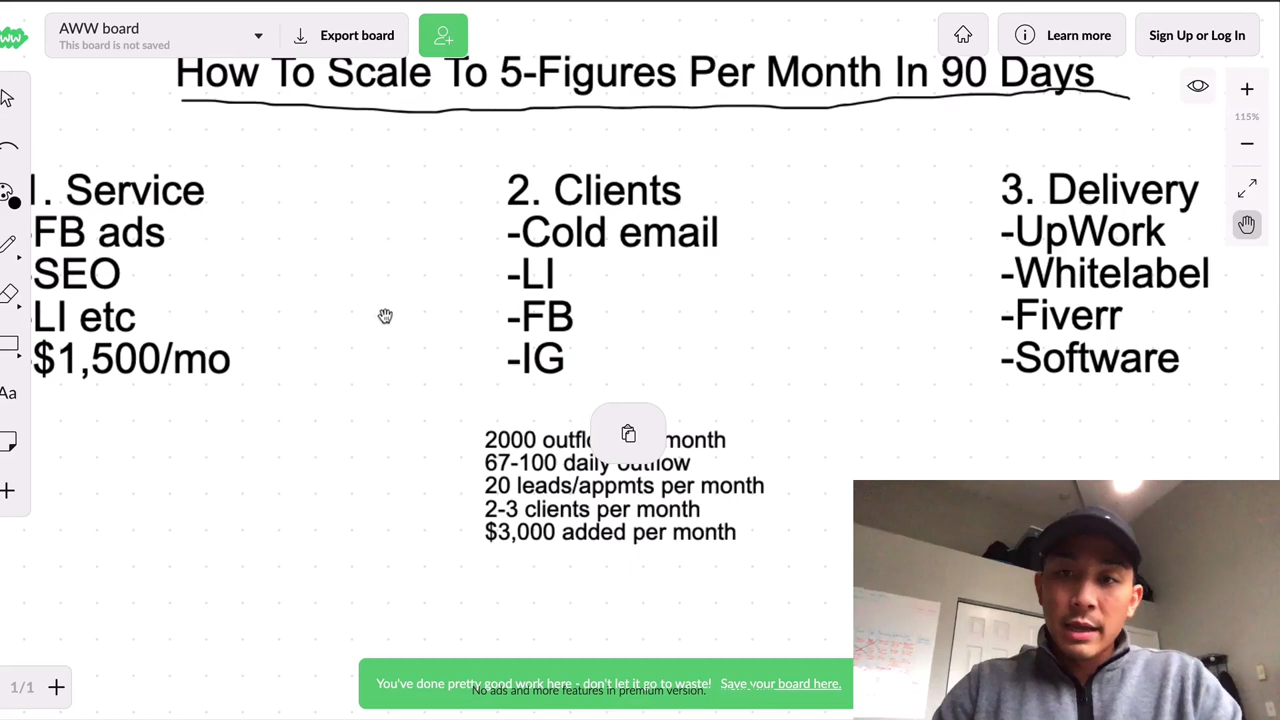 AWW board
This board is not saved
Export board
Learn more
Sign Up or Log In
How To Scale To 5-Figures Per Month In 90 Days
115%
1. Service
-FB ads
-SEO
-LI etc
-$1,500/mo
2. Clients
-Cold email
-LI
-FB
-IG
3. Delivery
-UpWork
-Whitelabel
-Fiverr
-Software
Aa
2000 month
67-100 daily outflow
20 leads/appmts per month
2-3 clients per month
$3,000 added per month
1/1
You've done pretty good work here - don't let it go to waste! Save your board here.
No ads and more features in premium version.